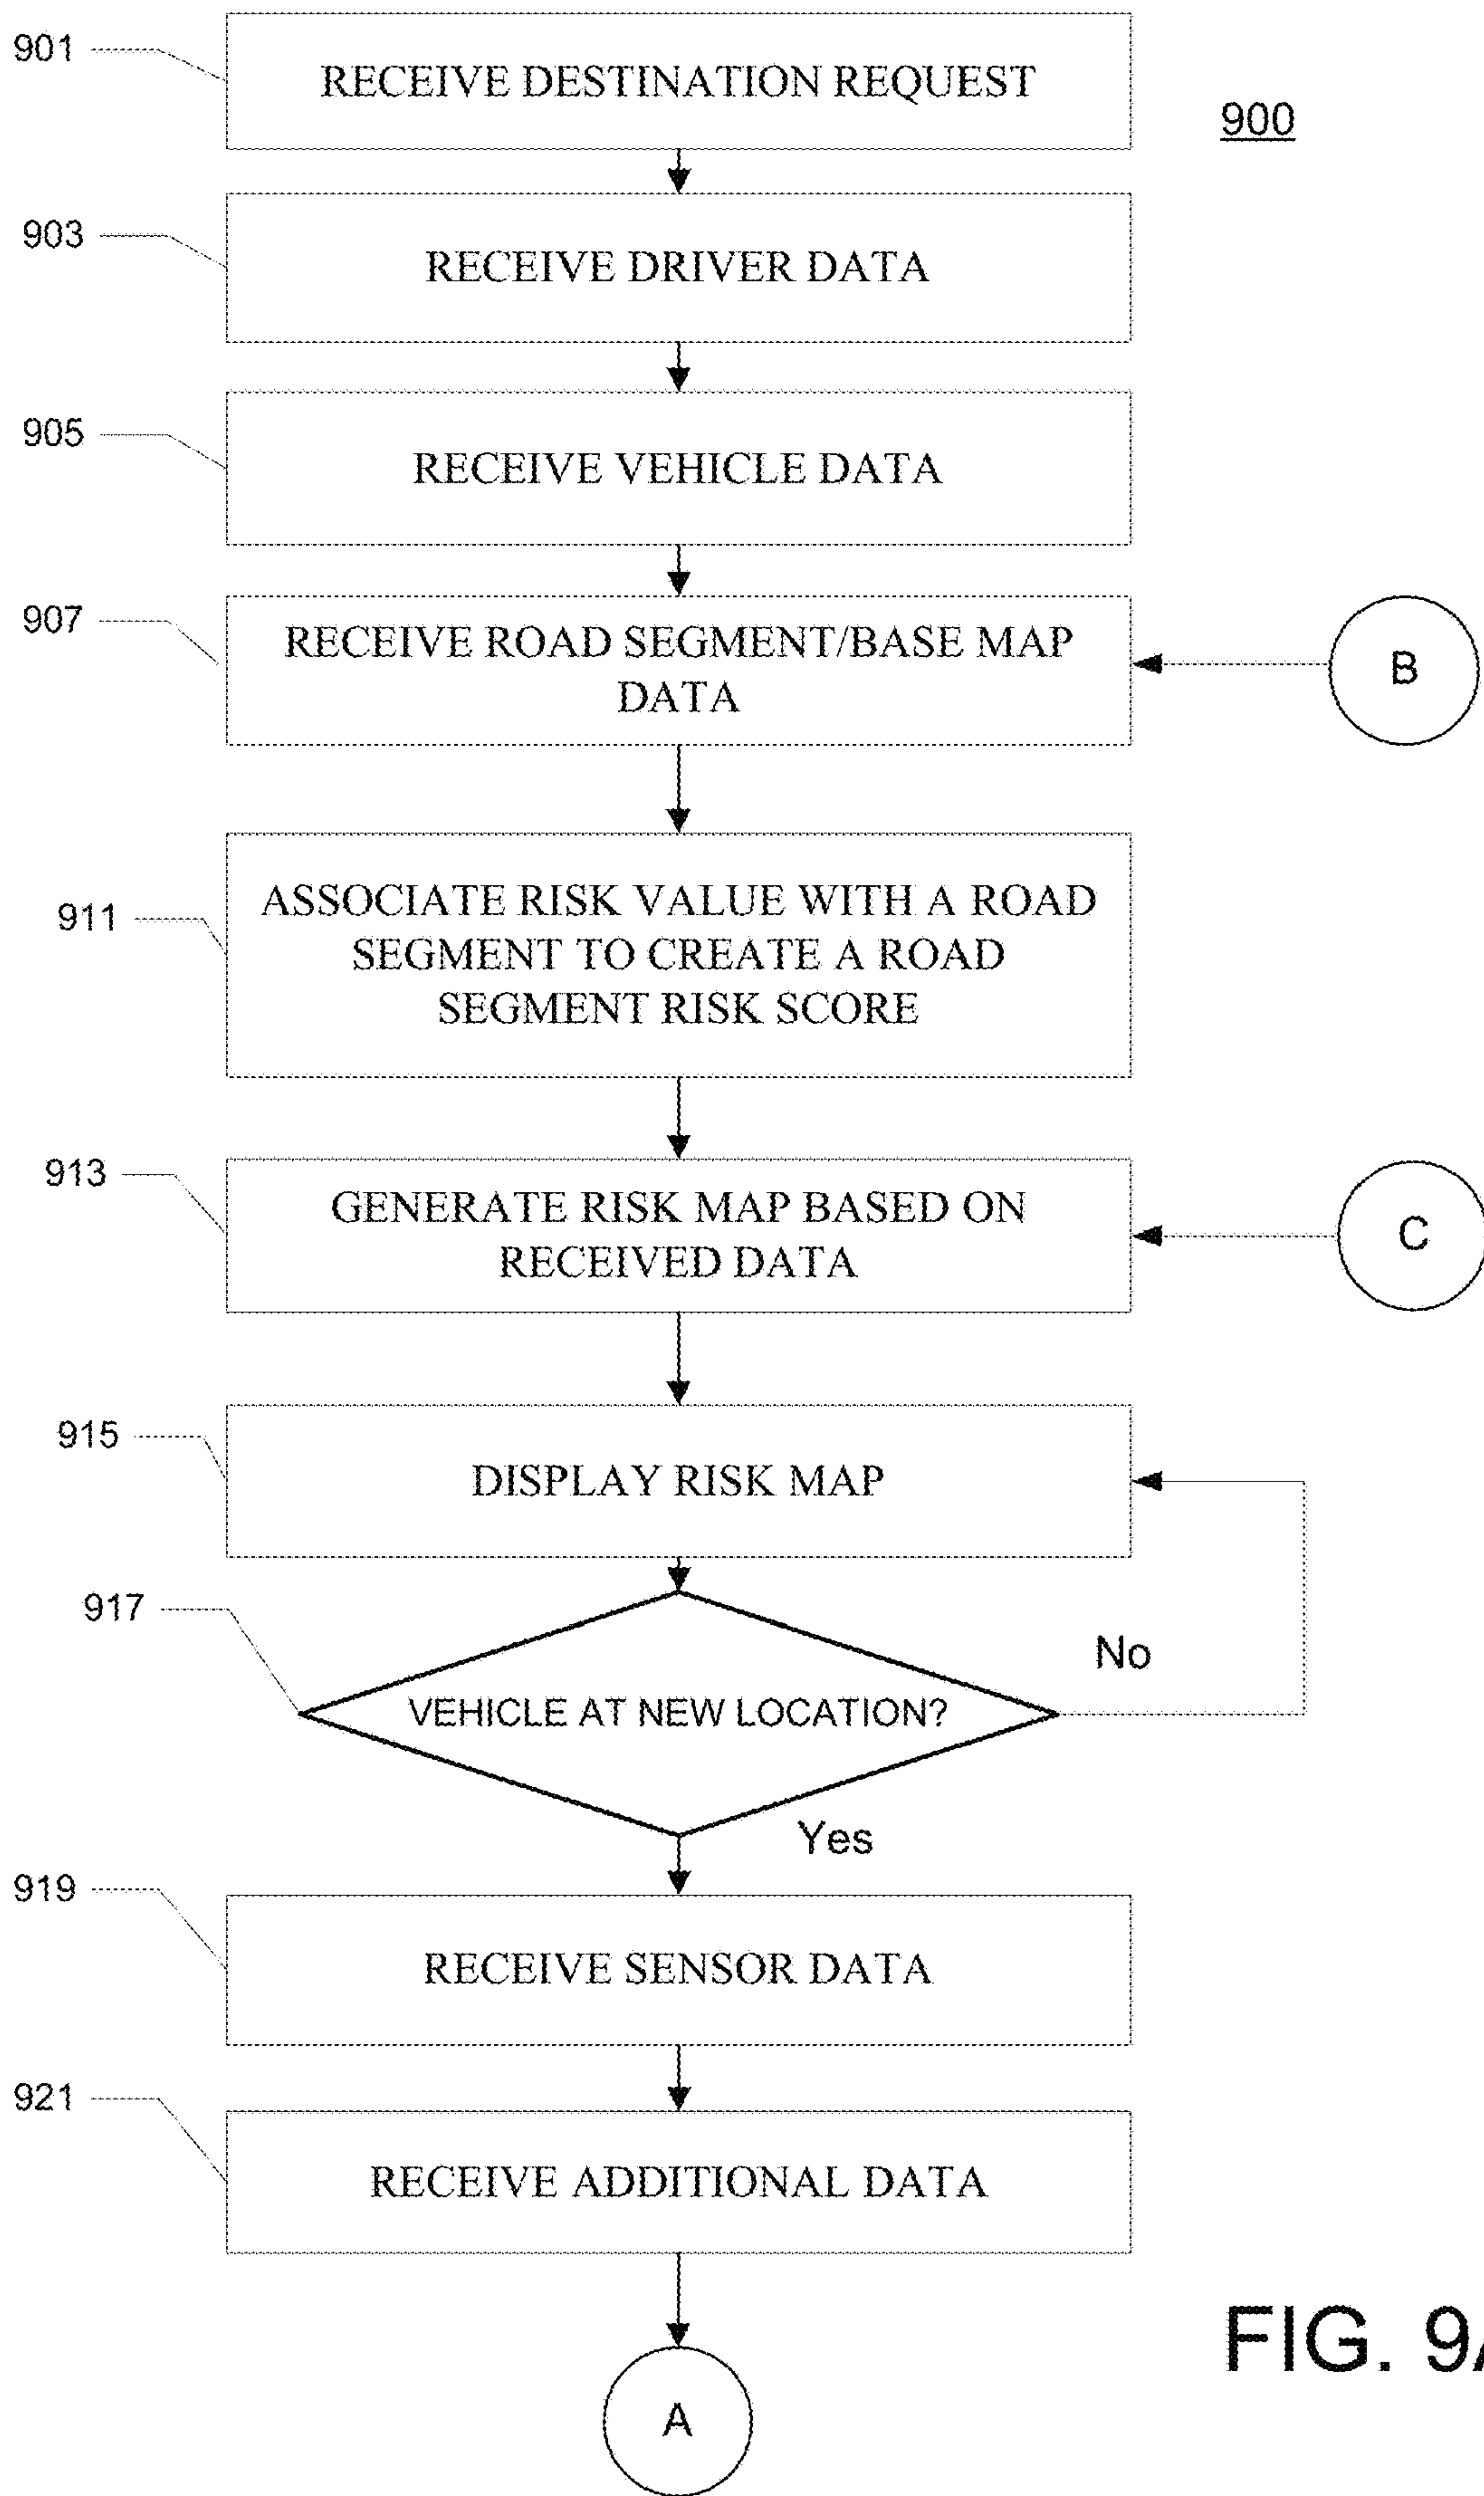 901
RECEIVE DESTINATION REQUEST
900
903
RECEIVE DRIVER DATA
905
RECEIVE VEHICLE DATA
907
RECEIVE ROAD SEGMENT/BASE MAP
DATA
B
911
ASSOCIATE RISK VALUE WITH A ROAD
SEGMENT TO CREATE A ROAD
SEGMENT RISK SCORE
913
GENERATE RISK MAP BASED ON
RECEIVED DATA
C
915
DISPLAY RISK MAP
917
VEHICLE AT NEW LOCATION?
No
Yes
919
RECEIVE SENSOR DATA
921
RECEIVE ADDITIONAL DATA
FIG. 9A
A